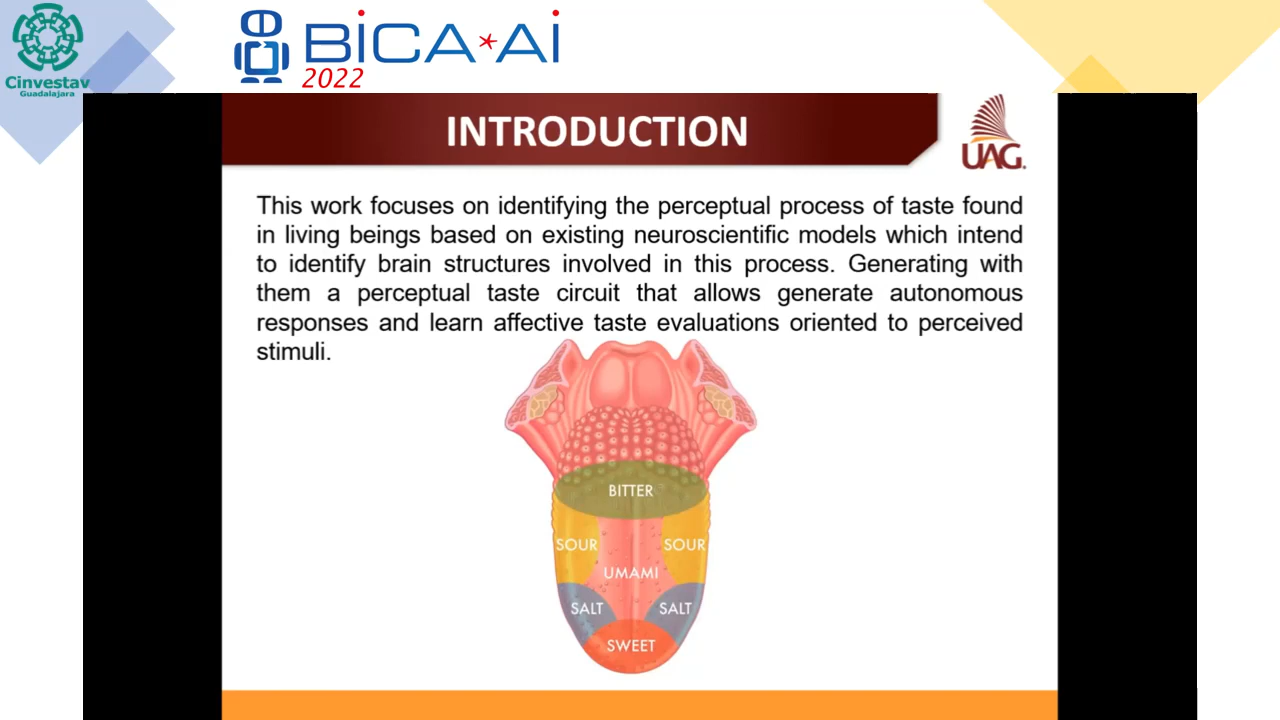 Cinvestav
Guadalajara
BiCA*Ai
2022
INTRODUCTION
UAG
This work focuses on identifying the perceptual process of taste found
in living beings based on existing neuroscientific models which intend
to identify brain structures involved in this process. Generating with
them a perceptual taste circuit that allows generate autonomous
responses and learn affective taste evaluations oriented to perceived
stimuli.
BITTER
SOUR SOUR
UMAMI
SALT SALT
SWEET